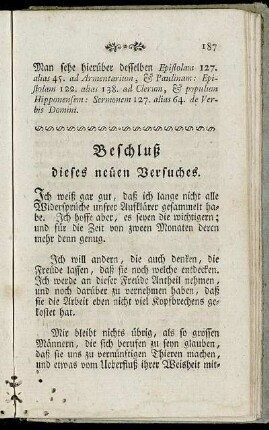 187
Man sehe hierüber desselben Epistolam 127.
alias 45. ad Armentarium, & Paulinam: Epi-
stolam 122. alias 138. ad Clerum, & populum
Hipponensem: Sermonem 127. alias 64. de Ver-
bis Domini.
Beschluß
dieses neuen Versuches.
Ich weiß gar gut, daß ich lange nicht alle
Widersprüche unsrer Aufklärer gesammelt ha-
be. Ich hoffe aber, es seyen die wichtigern;
und für die Zeit von zween Monaten deren
mehr denn genug.
Ich will andern, die auch denken, die
Freude lassen, daß sie noch welche entdecken.
Ich werde an dieser Freude Antheil nehmen,
und noch darüber zu vernehmen haben, daß
sie die Arbeit eben nicht viel Kopfbrechens ge-
kostet hat.
Mir bleibt nichts übrig, als so grossen
Männern, die sich berufen zu seyn glauben,
daß sie uns zu vernünftigen Thieren machen,
und etwas vom Ueberfluß ihrer Weisheit mit-